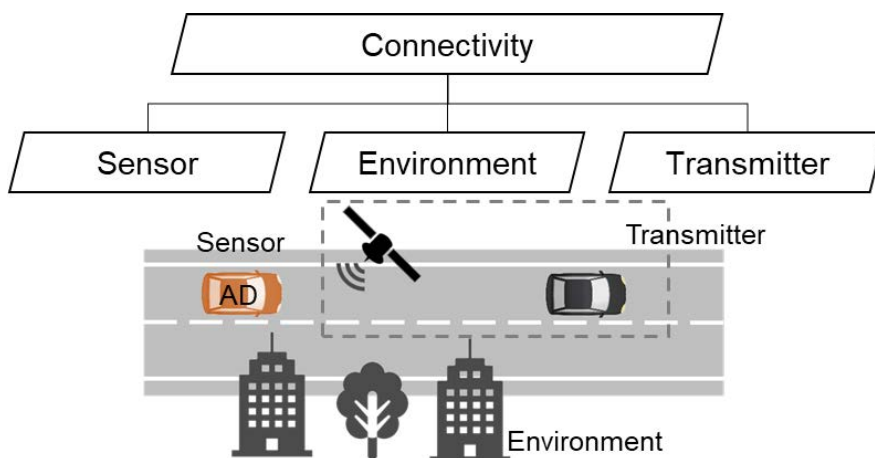 Connectivity
Sensor
Environment
Transmitter
Sensor
Transmitter
AD
Environment